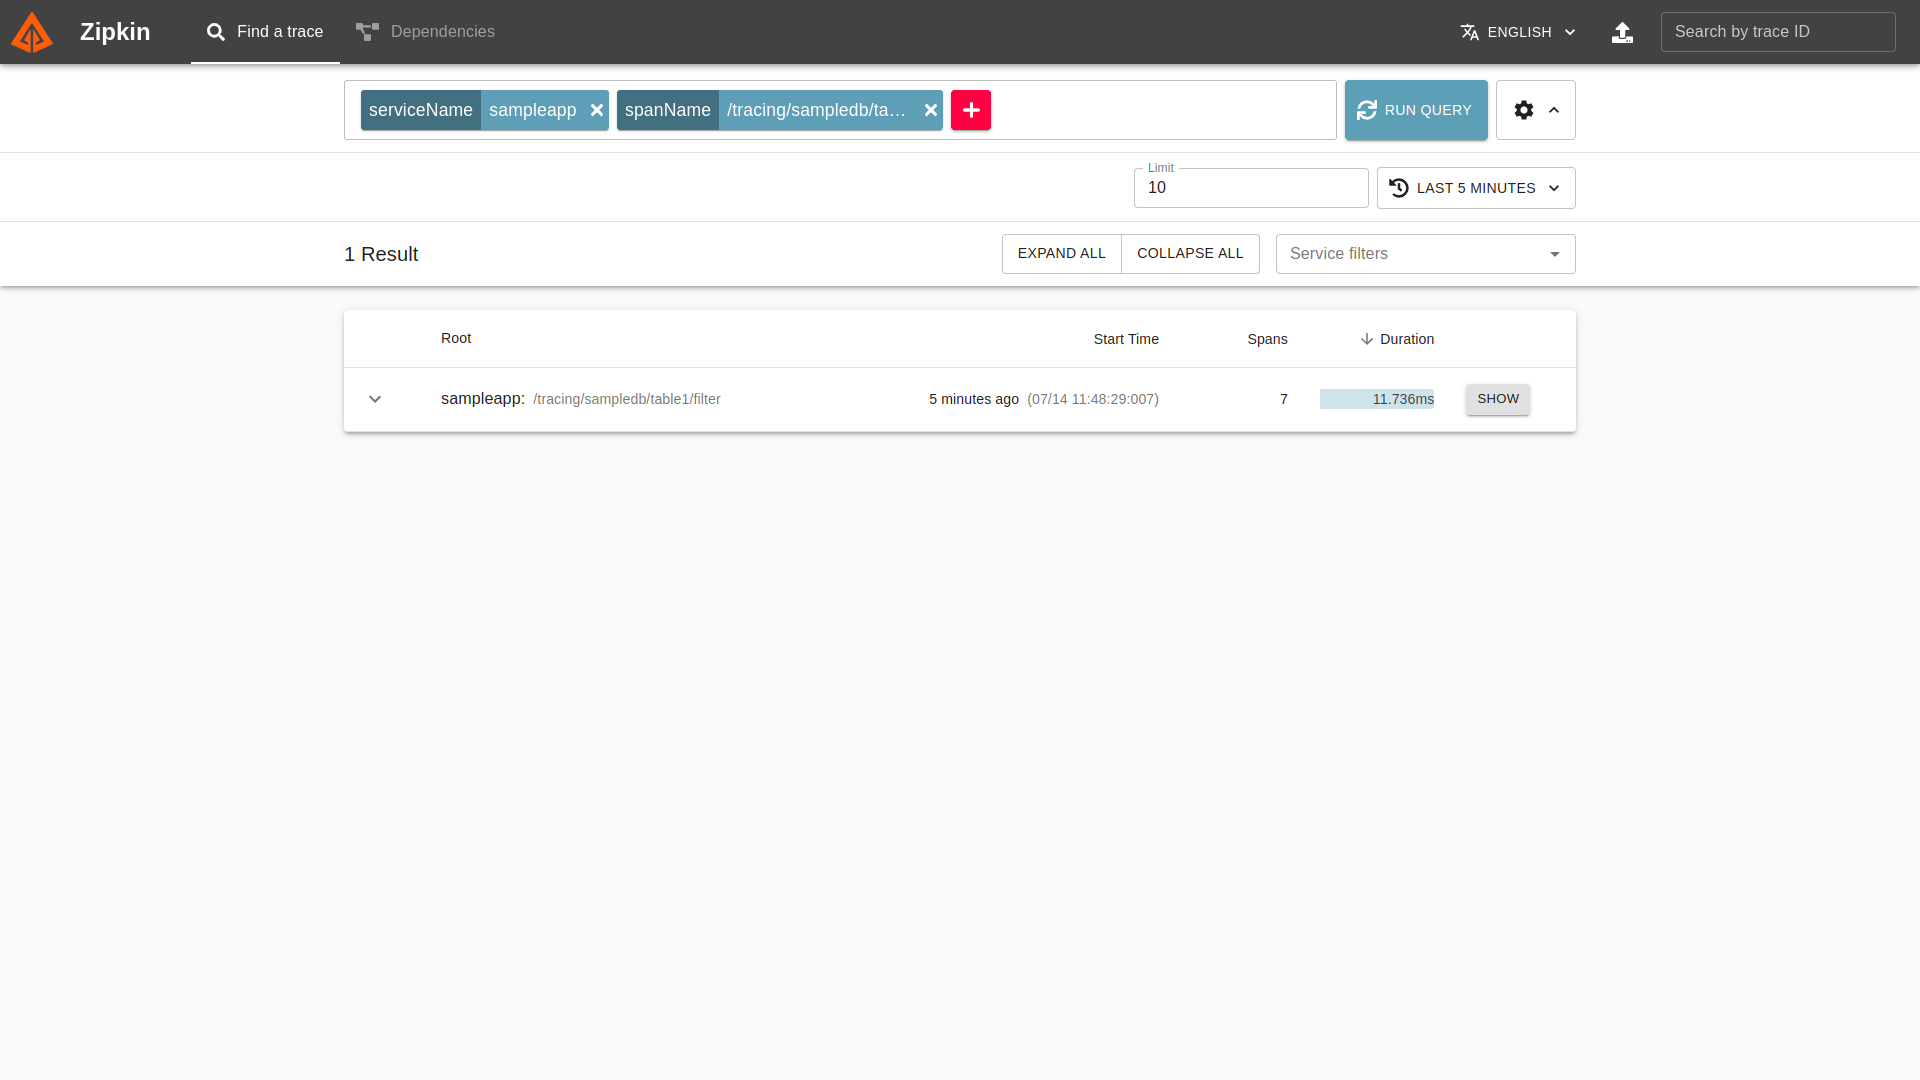 Zipkin
Find a trace
Dependencies
ENGLISH
Search by trace ID
serviceName sampleapp
spanName /tracing/sampledb/ta...
RUN QUERY
Limit
10
LAST 5 MINUTES
1 Result
EXPAND ALL
COLLAPSE ALL
Service filters
Root Start Time Spans Duration
sampleapp: /tracing/sampledb/table1/filter 5 minutes ago (07/14 11:48:29:007) 7 11.736ms SHOW